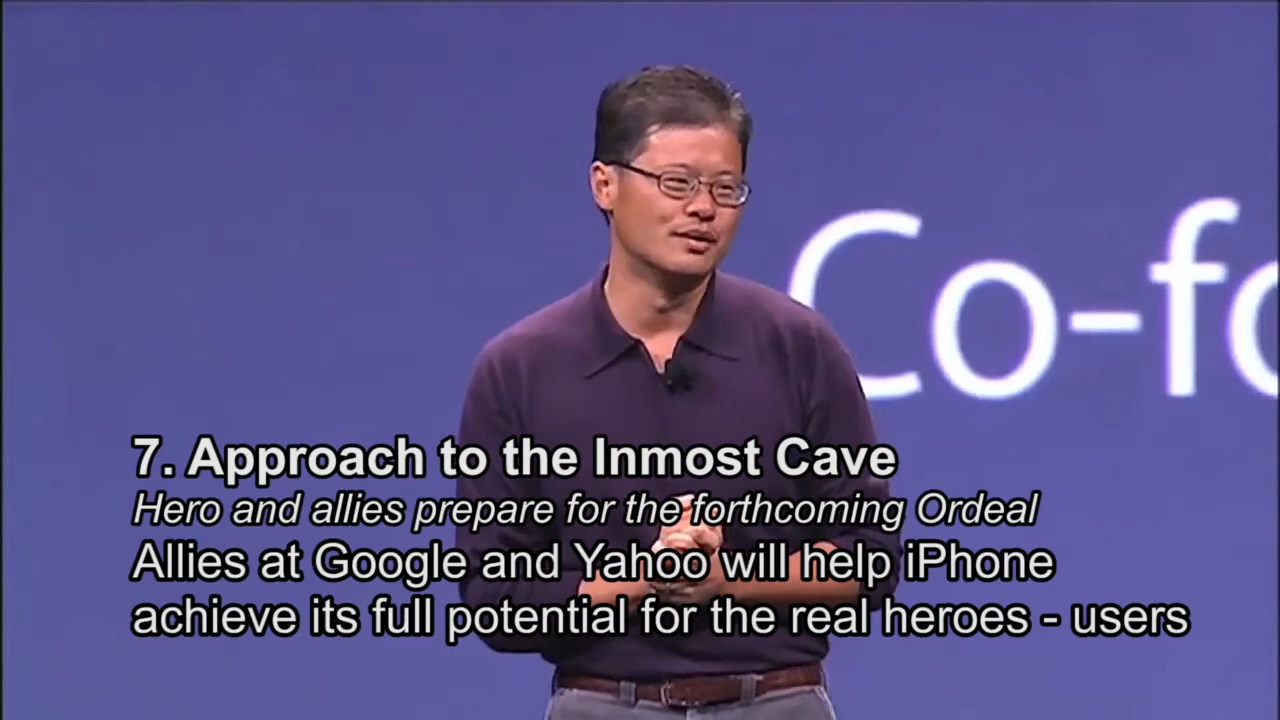 Co-fo
7. Approach to the Inmost Cave
Hero and allies prepare for the forthcoming Ordeal
Allies at Google and Yahoo will help iPhone
achieve its full potential for the real heroes - users